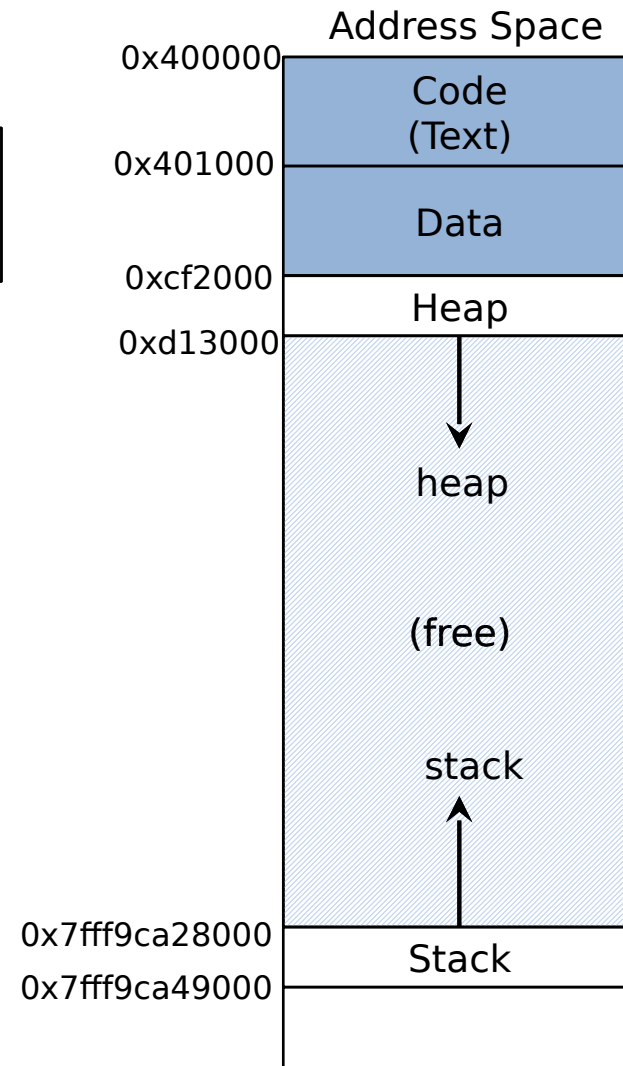 Address Space
0x400000
Code
(Text)
0x401000
Data
0xcf2000
Heap
0xd13000
heap
(free)
stack
0x7fff9ca28000
Stack
0x7fff9ca49000